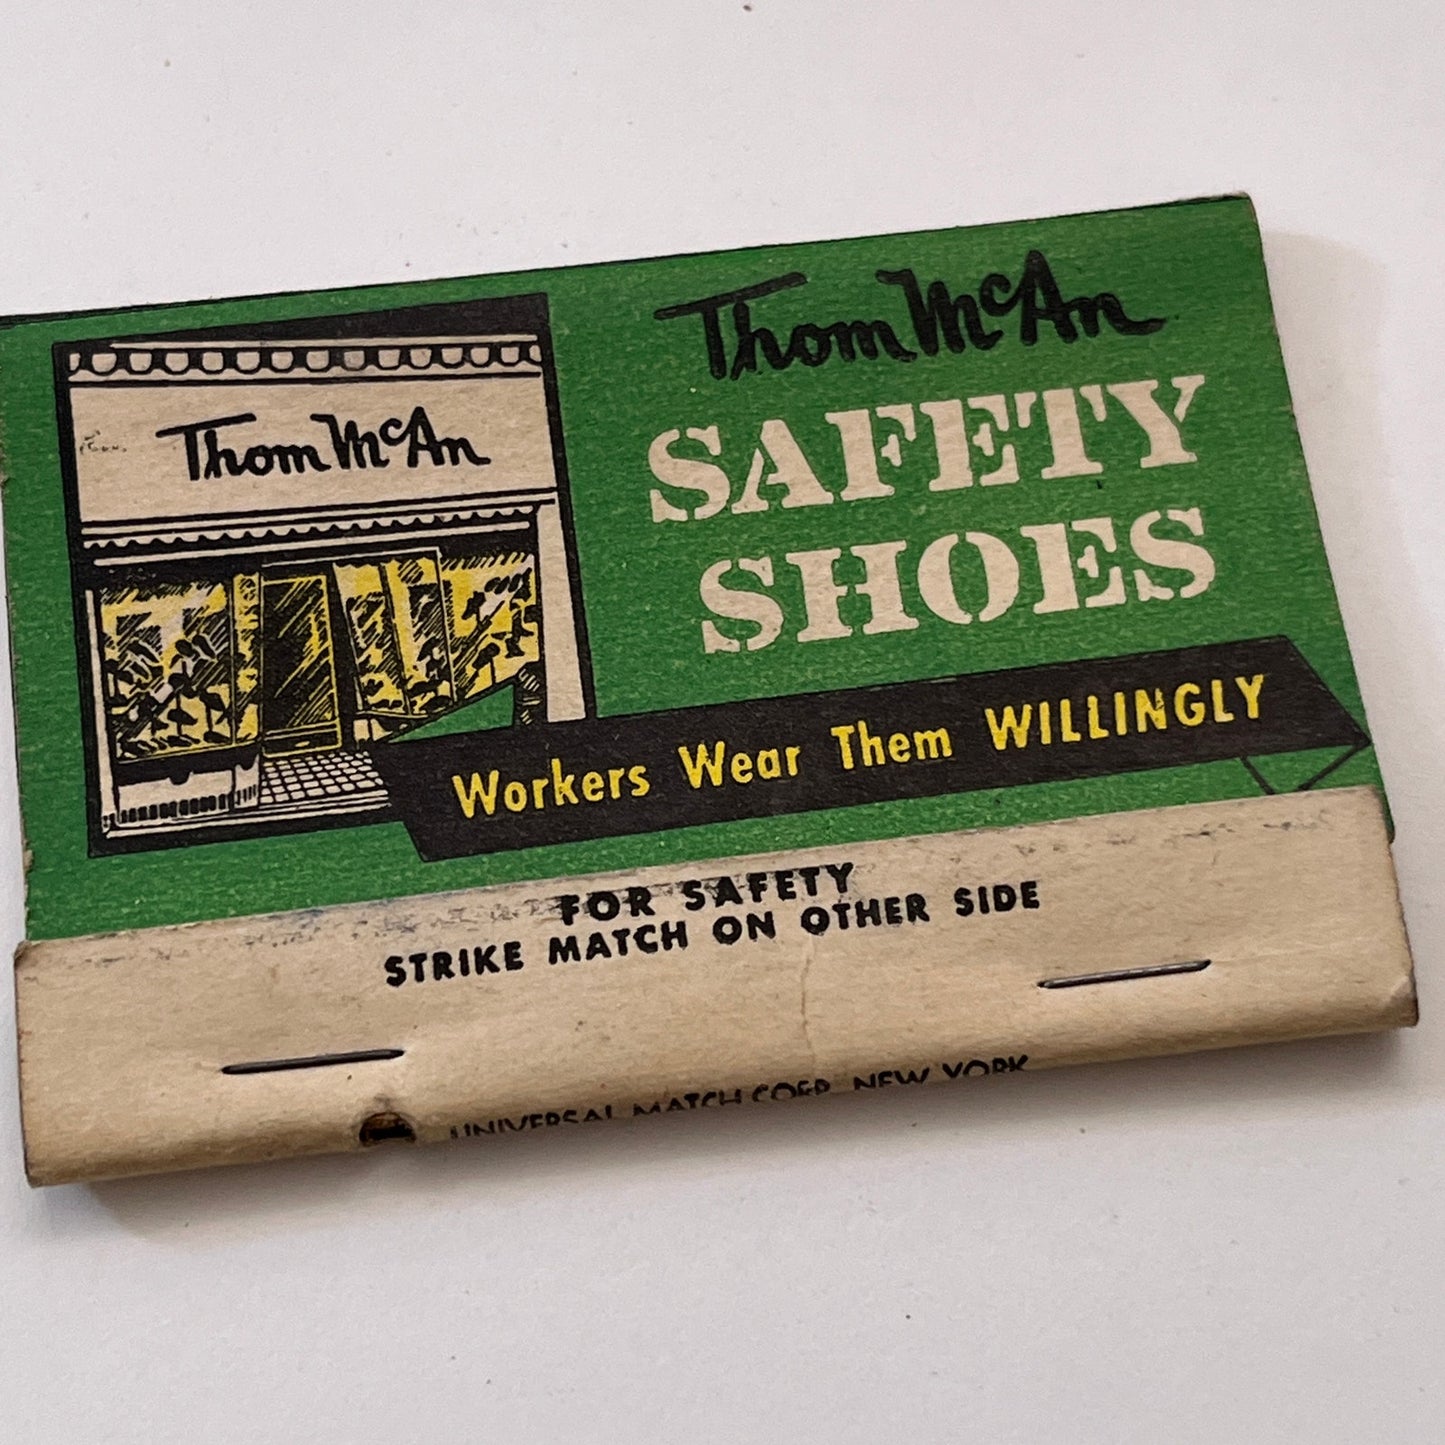 Thom McAn
Thom McAn
SAFETY
SHOES
Workers Wear Them WILLINGLY
FOR SAFETY
STRIKE MATCH ON OTHER SIDE
UNIVERSAL MATCH CORP. NEW YORK